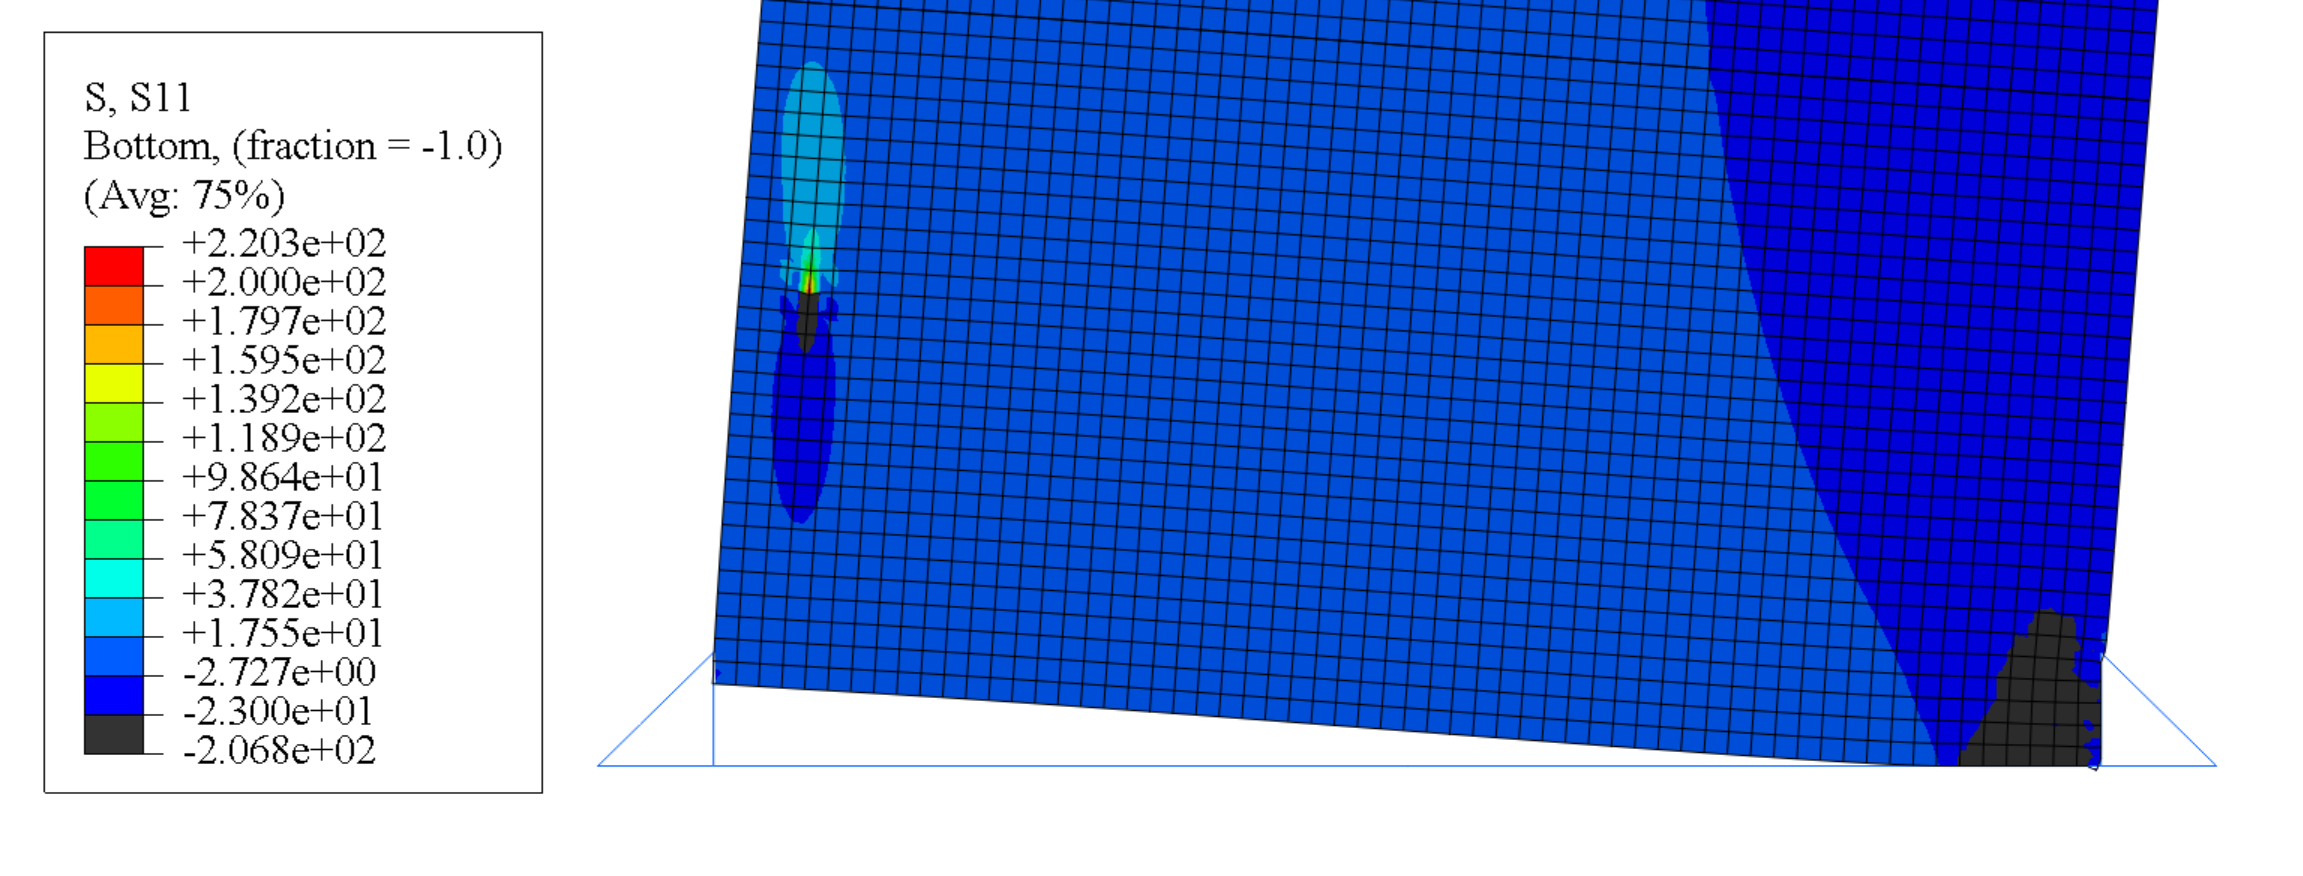 S, S11
Bottom, (fraction = -1.0)
(Avg: 75%)
+2.203e+02
+2.000e+02
+1.797e+02
+1.595e+02
+1.392e+02
+1.189e+02
+9.864e+01
+7.837e+01
+5.809e+01
+3.782e+01
+1.755e+01
-2.727e+00
-2.300e+01
-2.068e+02